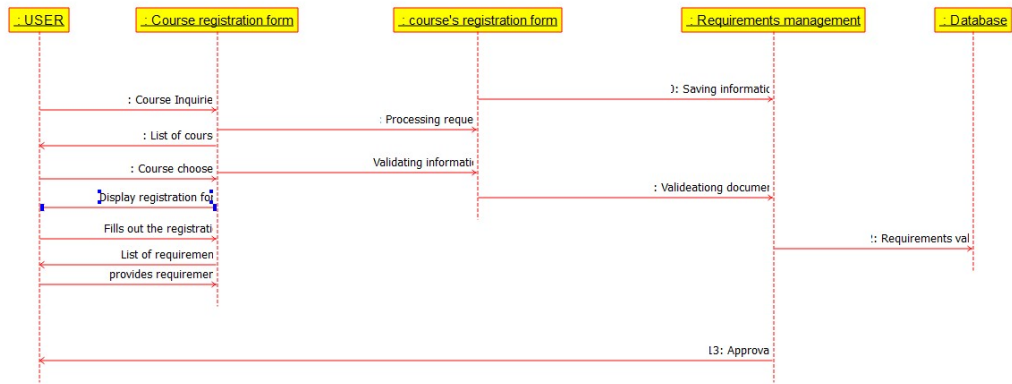 : USER
: Course registration form
: course's registration form
: Requirements management
: Database
: Course Inquirie
: Saving informatic
: Processing reque
: List of cours
: Course choose
Validating informati
Display registration for
: Valideationg documer
Fills out the registrati
: Requirements val
List of requiremen
provides requiremer
13: Approva